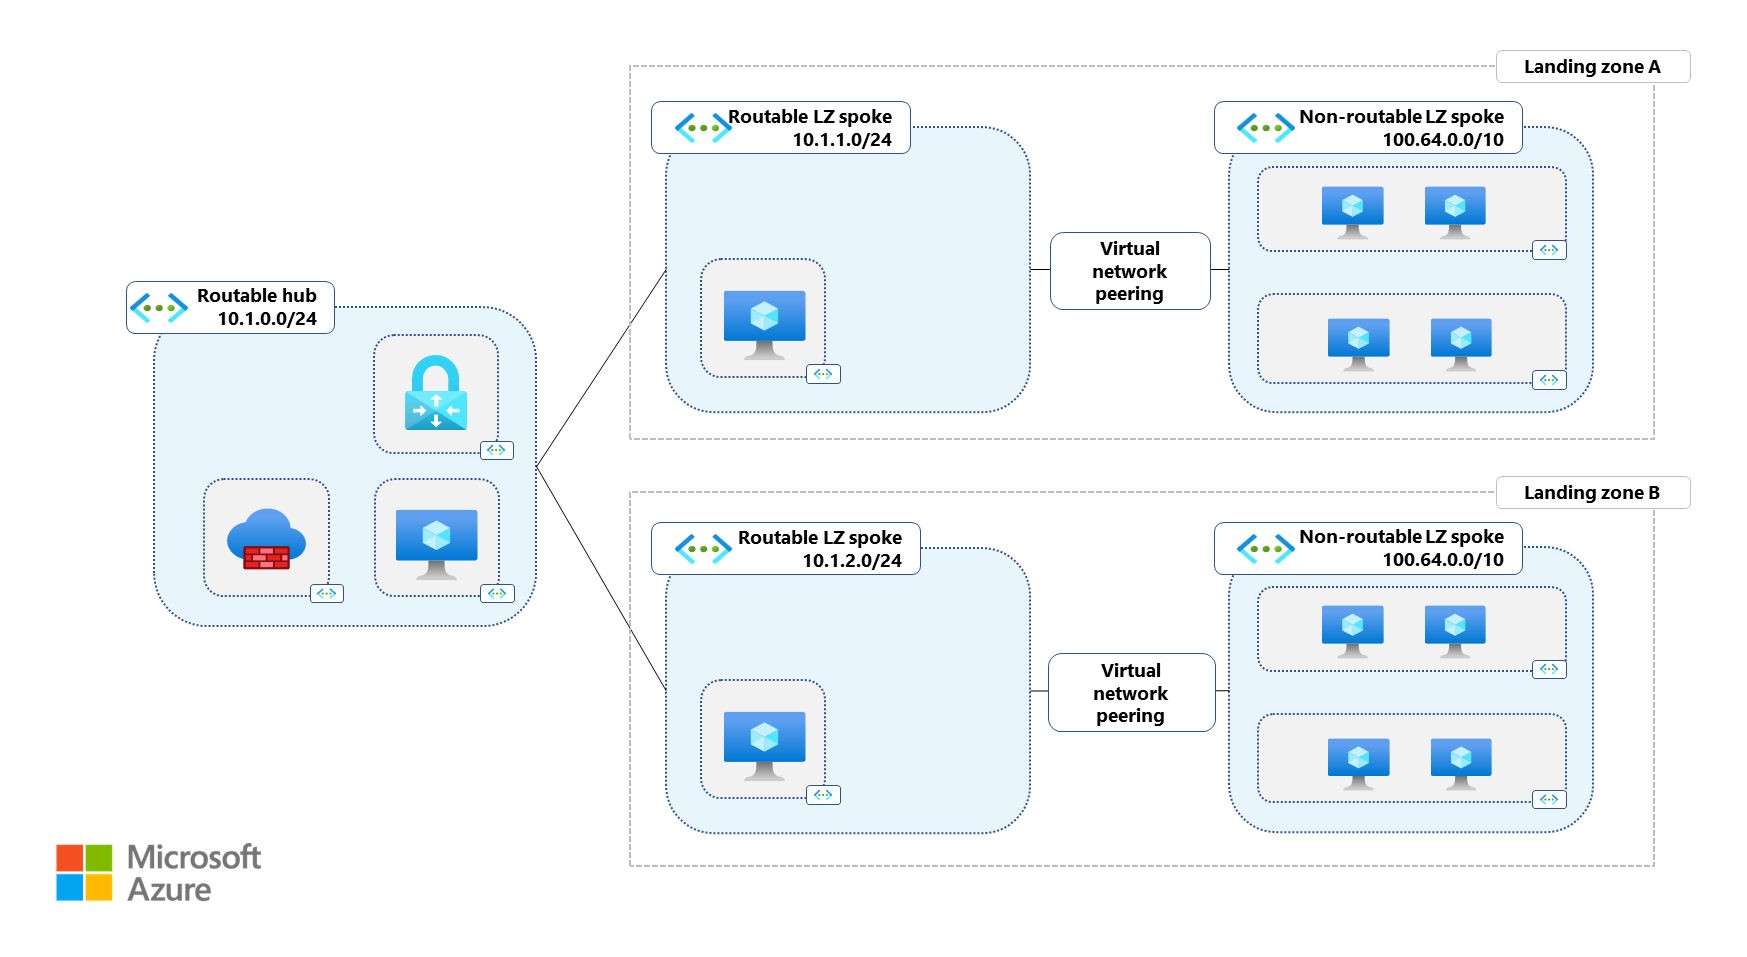 Landing zone A
Routable LZ spoke
10.1.1.0/24
Non-routable LZ spoke
100.64.0.0/10
Virtual
network
peering
Routable hub
10.1.0.0/24
Landing zone B
Routable LZ spoke
10.1.2.0/24
Non-routable LZ spoke
100.64.0.0/10
Virtual
network
peering
Microsoft
Azure